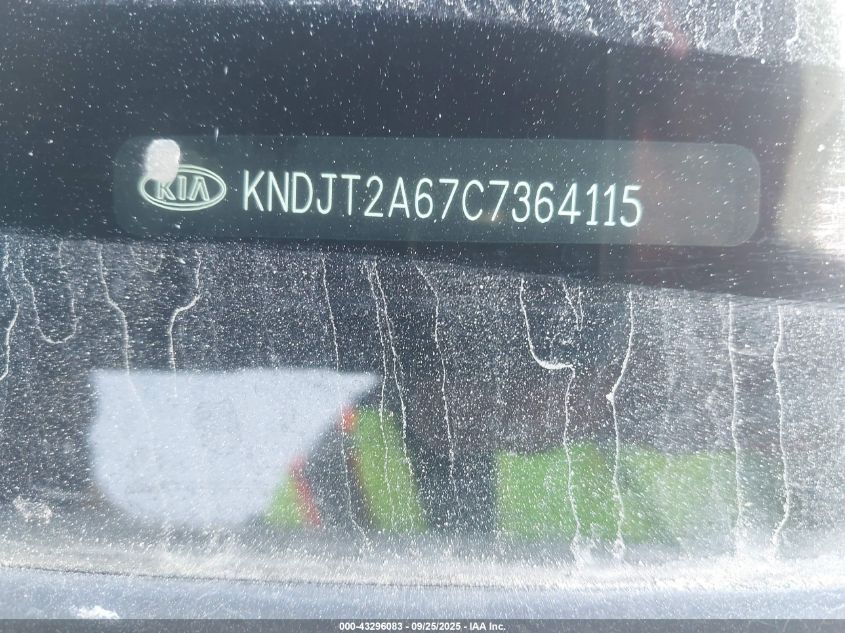 KIA KNDJT2A67C7364115
000-43296083 - 09/25/2025 - IAA Inc.